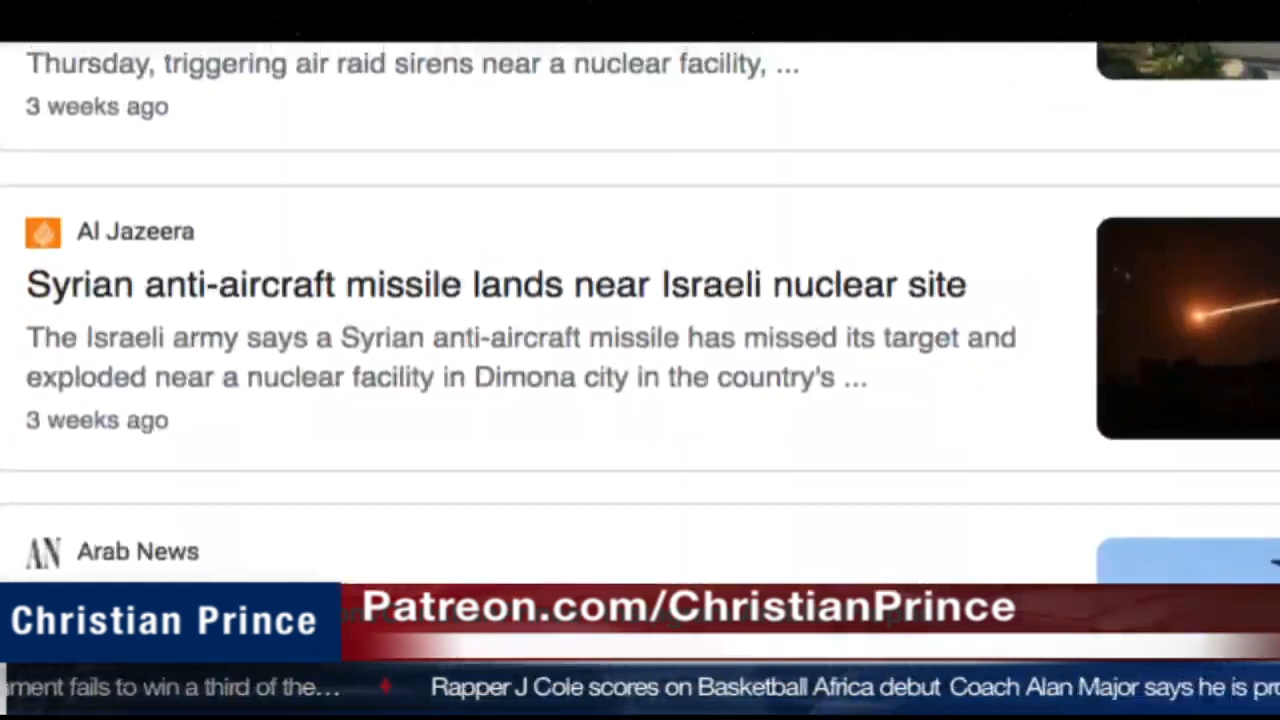 Thursday, triggering air raid sirens near a nuclear facility, ...
3 weeks ago
Al Jazeera
Syrian anti-aircraft missile lands near Israeli nuclear site
The Israeli army says a Syrian anti-aircraft missile has missed its target and
exploded near a nuclear facility in Dimona city in the country's ...
3 weeks ago
AN Arab News
Christian Prince
Patreon.com/ChristianPrince
ment fails to win a third of the... Rapper J Cole scores on Basketball Africa debut Coach Alan Major says he is pr